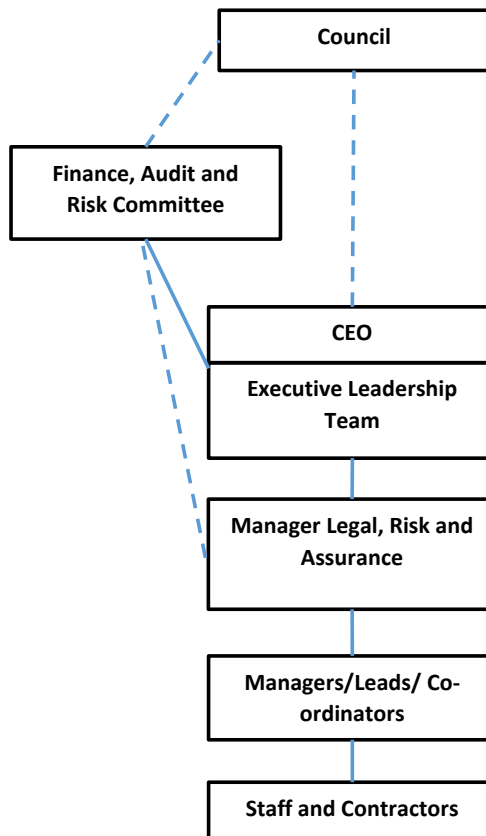 Council
Finance, Audit and
Risk Committee
CEO
Executive Leadership
Team
Manager Legal, Risk and
Assurance
Managers/Leads/ Co-
ordinators
Staff and Contractors